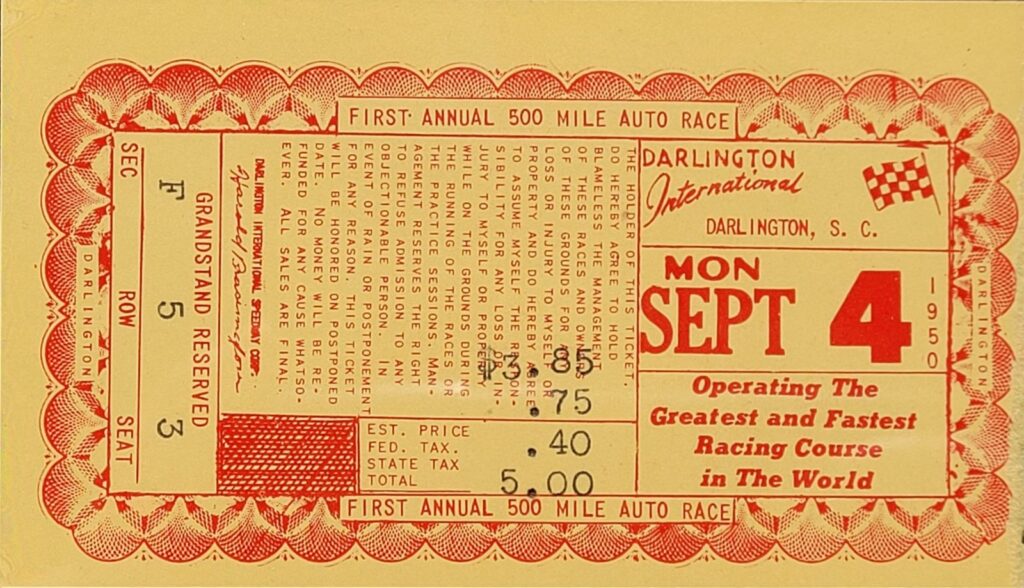 FIRST ANNUAL 500 MILE AUTO RACE
DARLINGTON
SEC
F
ROW
5
SEAT
3
GRANDSTAND RESERVED
DARLINGTON INTERNATIONAL SPEEDWAY CORP.
THE HOLDER OF THIS TICKET,
DO HEREBY AGREE TO HOLD
BLAMELESS THE MANAGEMENT
OF THESE RACES AND OWNERS
OF THESE GROUNDS FOR ANY
LOSS OR INJURY TO MYSELF OR
PROPERTY AND DO HEREBY AGREE
TO ASSUME MYSELF THE RESPON-
SIBILITY FOR ANY LOSS OR IN-
JURY TO MYSELF OR PROPERTY
WHILE ON THE GROUNDS DURING
THE RUNNING OF THE RACES OR
THE PRACTICE SESSIONS. MAN-
AGEMENT RESERVES THE RIGHT
TO REFUSE ADMISSION TO ANY
OBJECTIONABLE PERSON. IN
EVENT OF RAIN OR POSTPONEMENT
FOR ANY REASON, THIS TICKET
WILL BE HONORED ON POSTPONED
DATE. NO MONEY WILL BE RE-
FUNDED FOR ANY CAUSE WHATSO-
EVER. ALL SALES ARE FINAL.
$3.85
.75
EST. PRICE
FED. TAX. .40
STATE TAX
TOTAL 5.00
DARLINGTON
International
DARLINGTON, S. C.
MON
SEPT 4
1950
Operating The
Greatest and Fastest
Racing Course
in The World
DARLINGTON
FIRST ANNUAL 500 MILE AUTO RACE